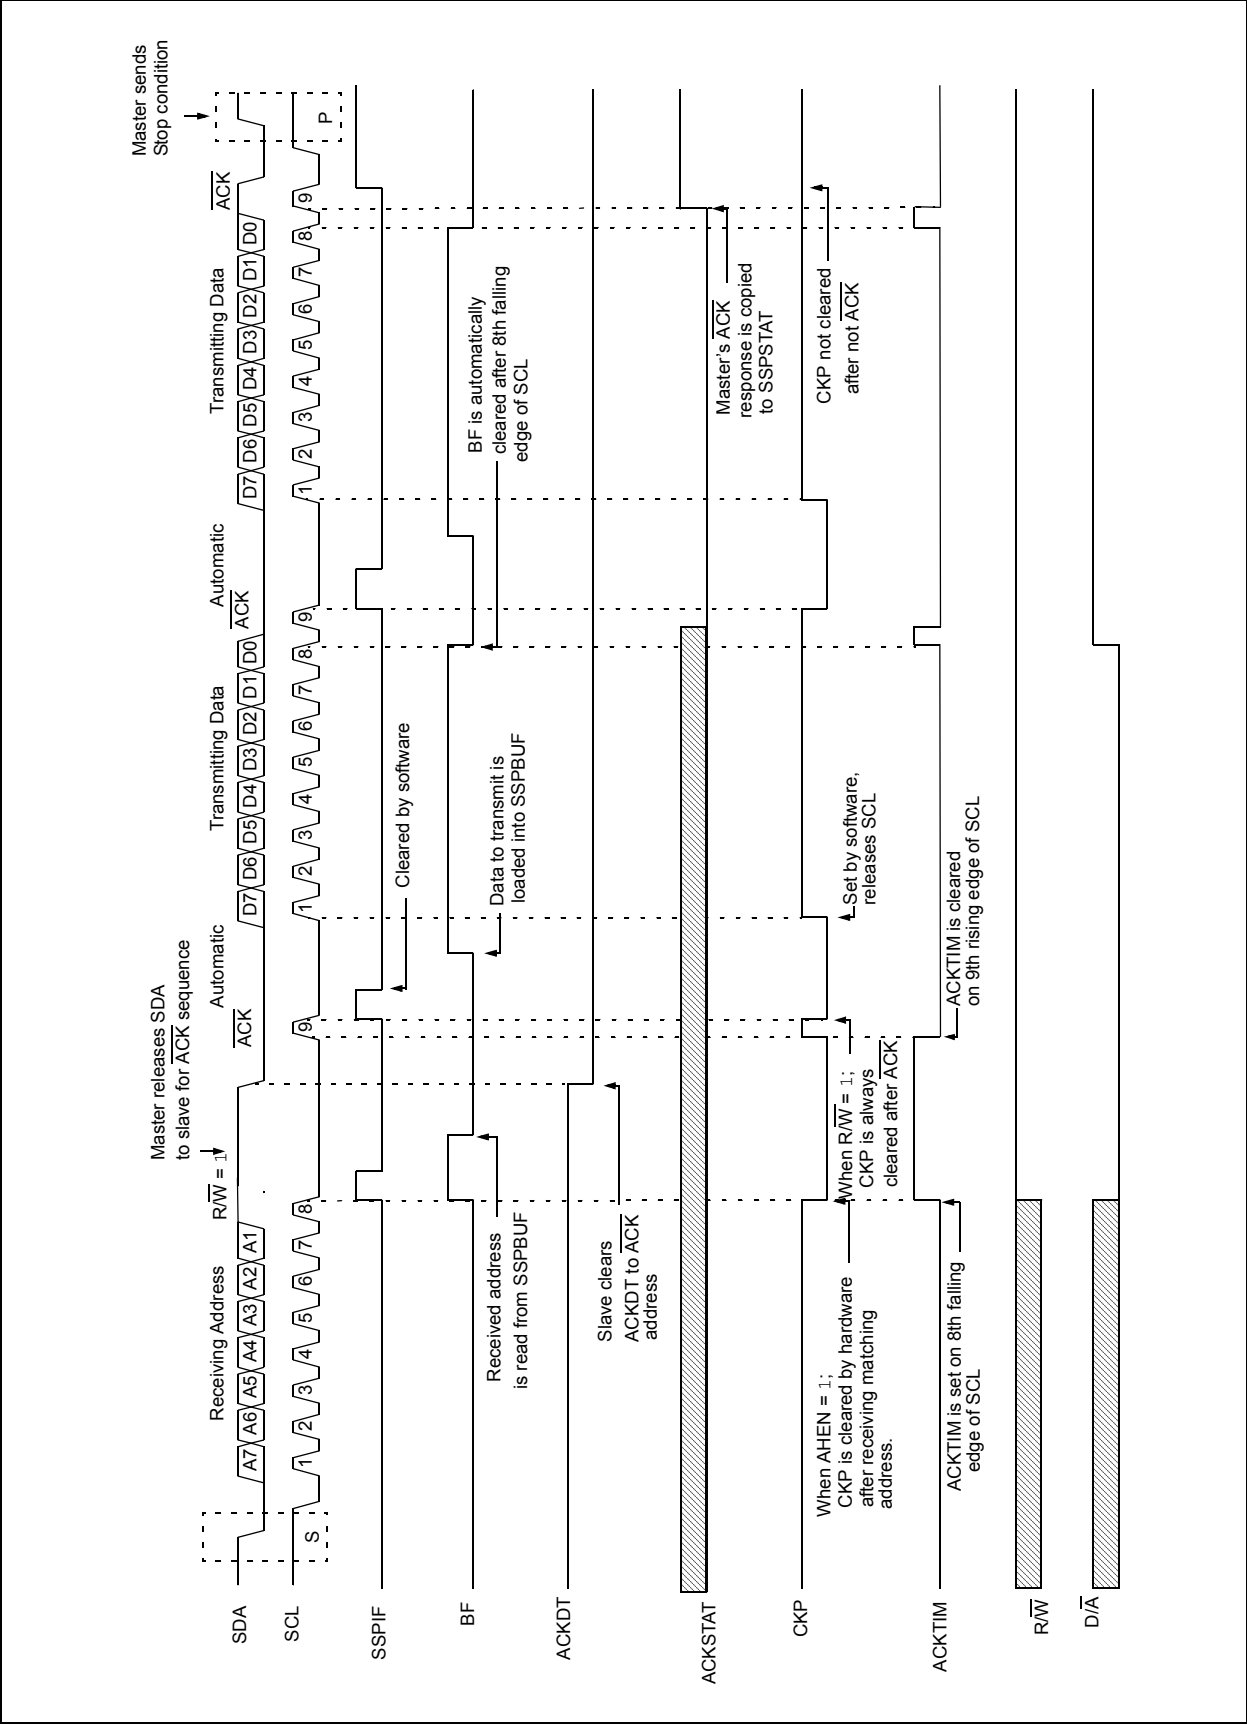 Master sends
Stop condition
Master releases SDA
to slave for A̅C̅K̅ sequence
Receiving Address
R/W̅ = 1
A̅C̅K̅
Automatic
Transmitting Data
A̅C̅K̅
Automatic
Transmitting Data
A̅C̅K̅
SDA
A7 A6 A5 A4 A3 A2 A1
D7 D6 D5 D4 D3 D2 D1 D0
D7 D6 D5 D4 D3 D2 D1 D0
SCL
S
1 2 3 4 5 6 7 8 9
1 2 3 4 5 6 7 8 9
1 2 3 4 5 6 7 8 9
P
SSPIF
Cleared by software
BF
Received address
is read from SSPBUF
Data to transmit is
loaded into SSPBUF
BF is automatically
cleared after 8th falling
edge of SCL
ACKDT
Slave clears
ACKDT to A̅C̅K̅
address
ACKSTAT
Master's A̅C̅K̅
response is copied
to SSPSTAT
CKP
When AHEN = 1;
CKP is cleared by hardware
after receiving matching
address.
When R/W̅ = 1;
CKP is always
cleared after A̅C̅K̅
Set by software,
releases SCL
CKP not cleared
after not A̅C̅K̅
ACKTIM
ACKTIM is set on 8th falling
edge of SCL
ACKTIM is cleared
on 9th rising edge of SCL
R/W̅
D/A̅